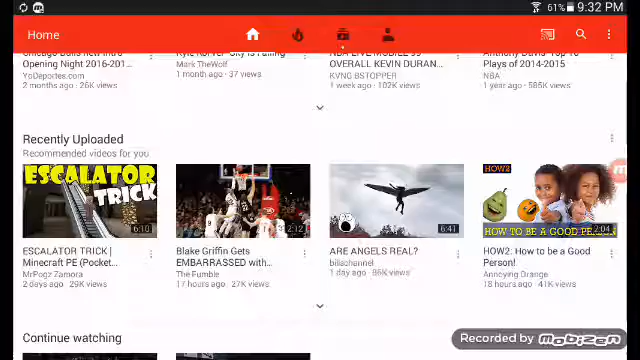 61% 9:32 PM
Home
Opening Night 2016-201...
YoDeportes.com
2 months ago · 26K views
Mark TheWolf
1 month ago · 37 views
OVERALL KEVIN DURAN...
KVNG BSTOPPER
1 week ago · 102K views
Plays of 2014-2015
NBA
1 year ago · 585K views
Recently Uploaded
Recommended videos for you
ESCALATOR
TRICK
6:10
ESCALATOR TRICK |
Minecraft PE (Pocket...
MrPogz Zamora
2 days ago · 29K views
2:12
Blake Griffin Gets
EMBARRASSED with...
The Fumble
17 hours ago · 27K views
6:41
ARE ANGELS REAL?
billschannel
1 day ago · 86K views
HOW2
HOW TO BE A GOOD PERSON!
2:04
HOW2: How to be a Good
Person!
Annoying Orange
18 hours ago · 41K views
Continue watching
Recorded by Mobizen